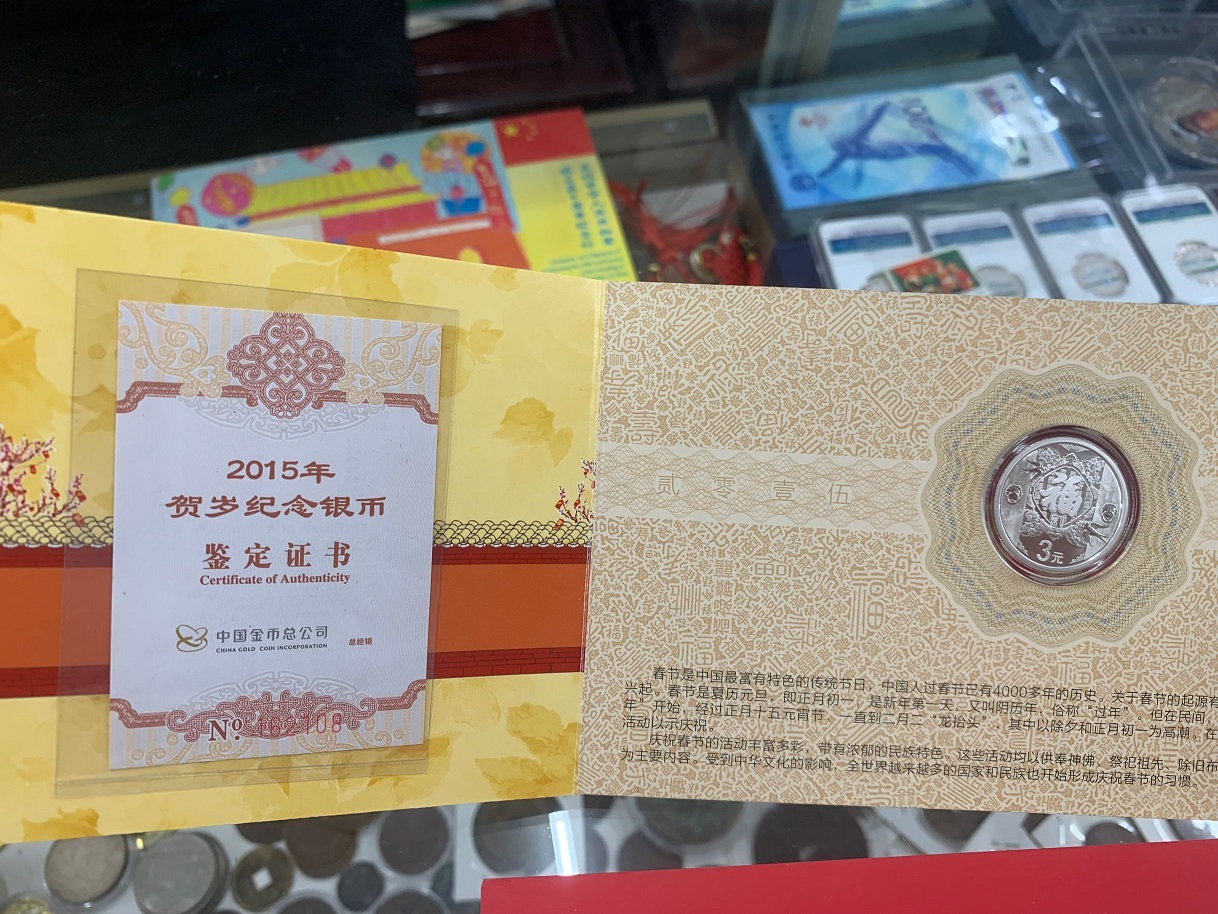 2015年
贺岁纪念银币
鉴定证书
Certificate of Authenticity
中国金币总公司 总经销
CHINA GOLD COIN INCORPORATION
Nº
贰零壹伍
福
3元
春节是中国最富有特色的传统节日，中国人过春节已有4000多年的历史。关于春节的起源有
兴起。春节是夏历元旦，即正月初一，是新年第一天，又叫阴历年，俗称“过年”。但在民间，
年”开始，经过正月十五元宵节，一直到二月二“龙抬头”，其中以除夕和正月初一为高潮。在
活动以示庆祝。
庆祝春节的活动丰富多彩，带有浓郁的民族特色，这些活动均以供奉神佛、祭祀祖先、除旧布
为主要内容。受到中华文化的影响，全世界越来越多的国家和民族也开始形成庆祝春节的习惯。